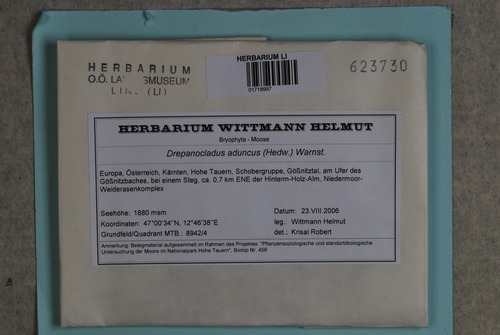 HERBARIUM
O.Ö. LANDESMUSEUM
LINZ (LI)
HERBARIUM LI
01718997
623730
HERBARIUM WITTMANN HELMUT
Bryophyta - Moose
Drepanocladus aduncus (Hedw.) Warnst.
Europa, Österreich, Kärnten, Hohe Tauern, Schobergruppe, Gößnitztal, am Ufer des
Gößnitzbaches, bei einem Steg, ca. 0,7 km ENE der Hinterm-Holz-Alm, Niedermoor-
Weiderasenkomplex
Seehöhe: 1880 msm
Datum: 23.VIII.2006
Koordinaten: 47°00'34''N, 12°46'38''E
leg.: Wittmann Helmut
Grundfeld/Quadrant MTB.: 8942/4
det.: Krisai Robert
Anmerkung: Belegmaterial aufgesammelt im Rahmen des Projektes: "Pflanzensoziologische und standortökologische
Untersuchung der Moore im Nationalpark Hohe Tauern", Biotop Nr. 458